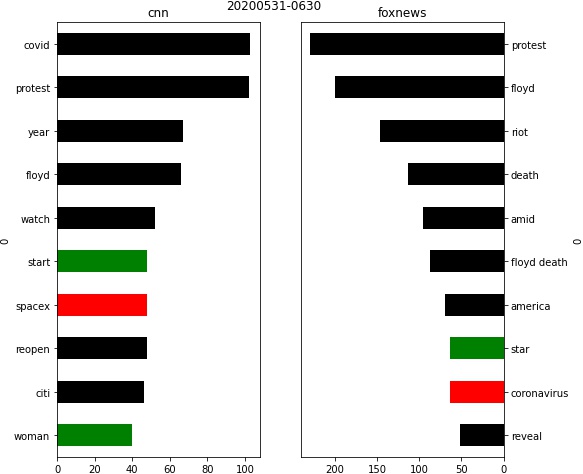 20200531-0630
cnn
foxnews
covid
protest
year
floyd
watch
start
spacex
reopen
citi
woman
0
0 20 40 60 80 100
protest
floyd
riot
death
amid
floyd death
america
star
coronavirus
reveal
0
200 150 100 50 0